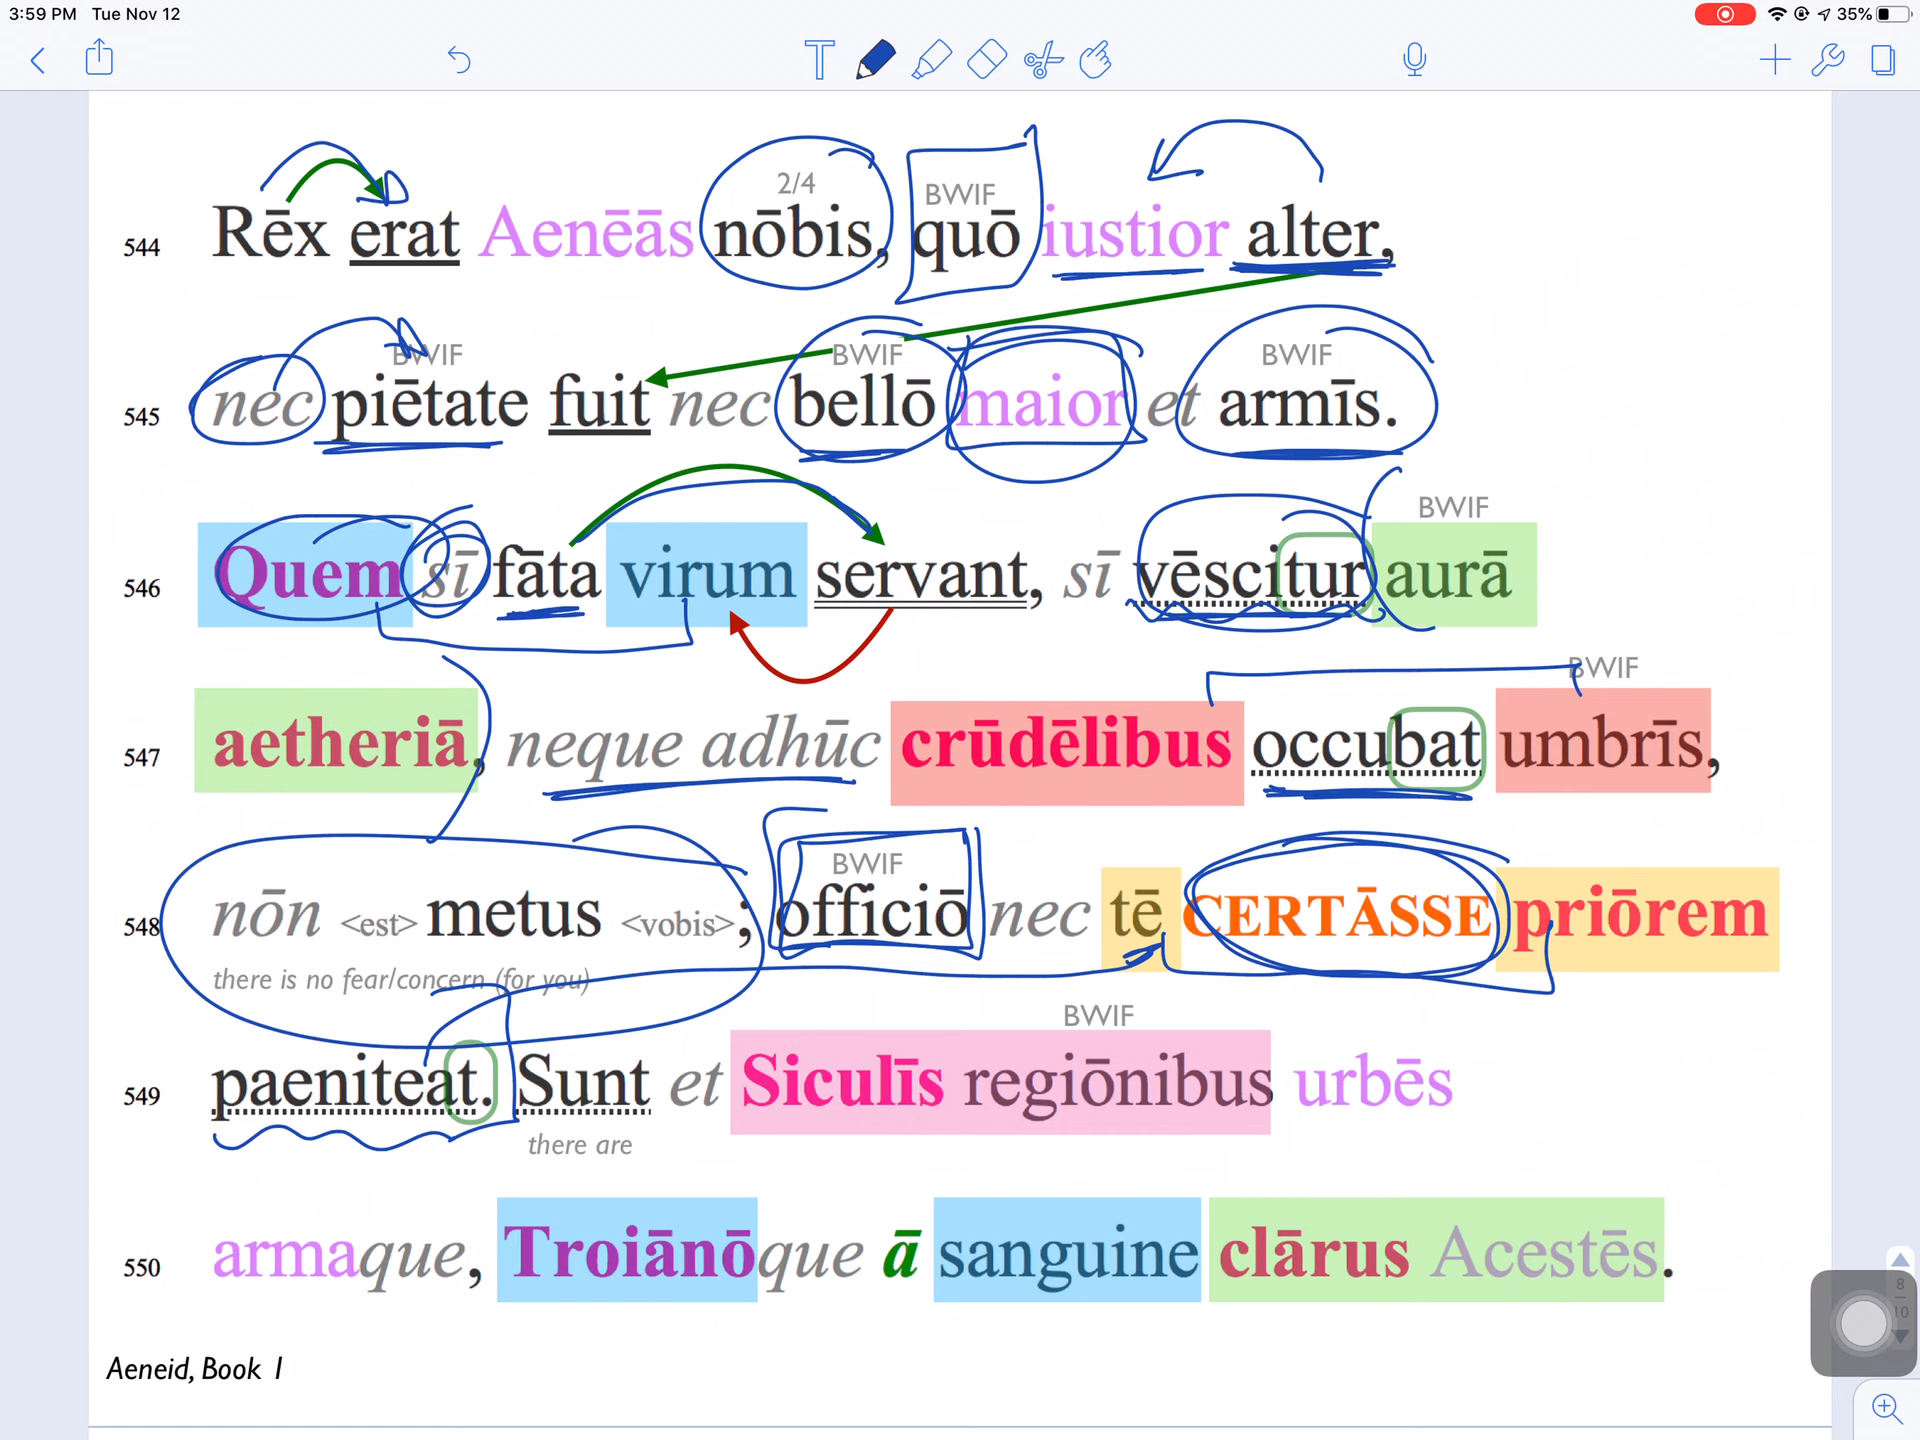 3:59 PM Tue Nov 12 35%
2/4 BWIF
544 Rēx erat Aenēās nōbis, quō iustior alter,
BWIF BWIF BWIF
545 nec piētate fuit nec bellō maior et armīs.
BWIF
546 Quem sī fāta virum servant, sī vēscitur aurā
BWIF
547 aetheriā, neque adhūc crūdēlibus occubat umbrīs,
BWIF
548 nōn <est> metus <vobis>; officiō nec tē CERTĀSSE priōrem
there is no fear/concern (for you)
BWIF
549 paeniteat. Sunt et Siculīs regiōnibus urbēs
there are
550 armaque, Troiānōque ā sanguine clārus Acestēs.
8
10
Aeneid, Book 1